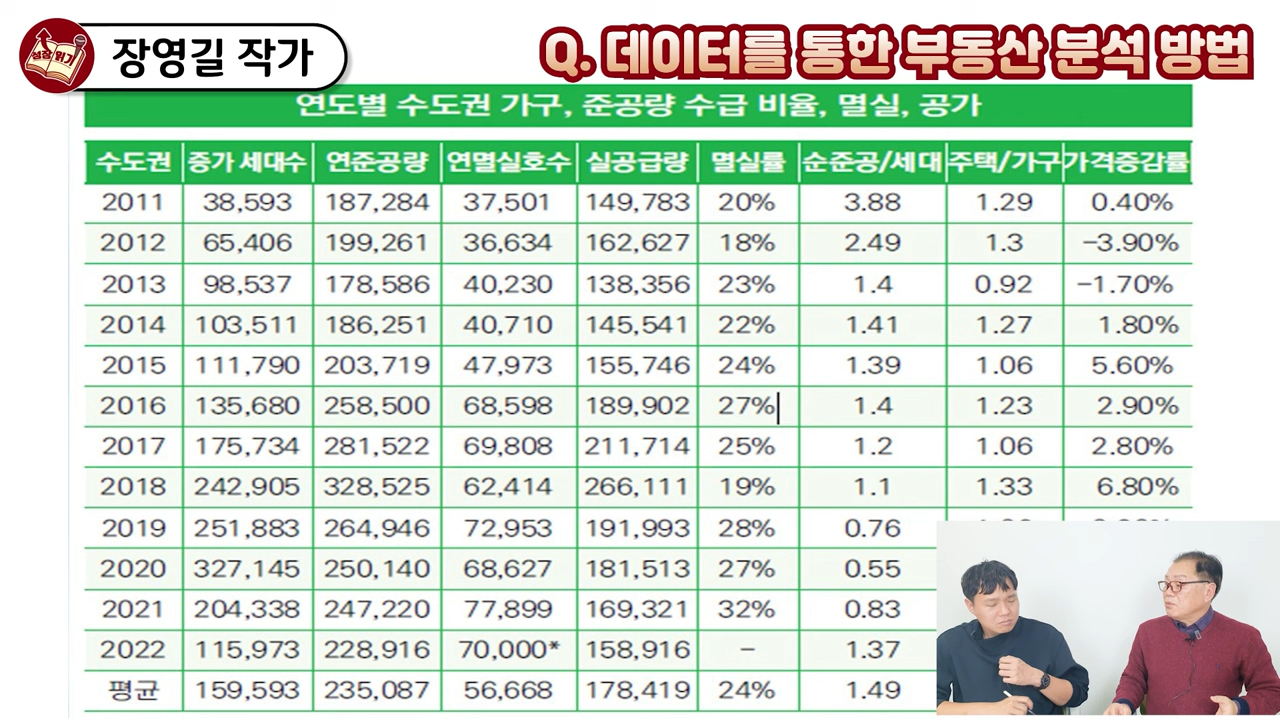 성장 읽기
장영길 작가
Q. 데이터를 통한 부동산 분석 방법
연도별 수도권 가구, 준공량 수급 비율, 멸실, 공가
수도권 증가 세대수 연준공량 연멸실호수 실공급량 멸실률 순준공/세대 주택/가구 가격증감률
2011 38,593 187,284 37,501 149,783 20% 3.88 1.29 0.40%
2012 65,406 199,261 36,634 162,627 18% 2.49 1.3 -3.90%
2013 98,537 178,586 40,230 138,356 23% 1.4 0.92 -1.70%
2014 103,511 186,251 40,710 145,541 22% 1.41 1.27 1.80%
2015 111,790 203,719 47,973 155,746 24% 1.39 1.06 5.60%
2016 135,680 258,500 68,598 189,902 27% 1.4 1.23 2.90%
2017 175,734 281,522 69,808 211,714 25% 1.2 1.06 2.80%
2018 242,905 328,525 62,414 266,111 19% 1.1 1.33 6.80%
2019 251,883 264,946 72,953 191,993 28% 0.76
2020 327,145 250,140 68,627 181,513 27% 0.55
2021 204,338 247,220 77,899 169,321 32% 0.83
2022 115,973 228,916 70,000* 158,916 - 1.37
평균 159,593 235,087 56,668 178,419 24% 1.49